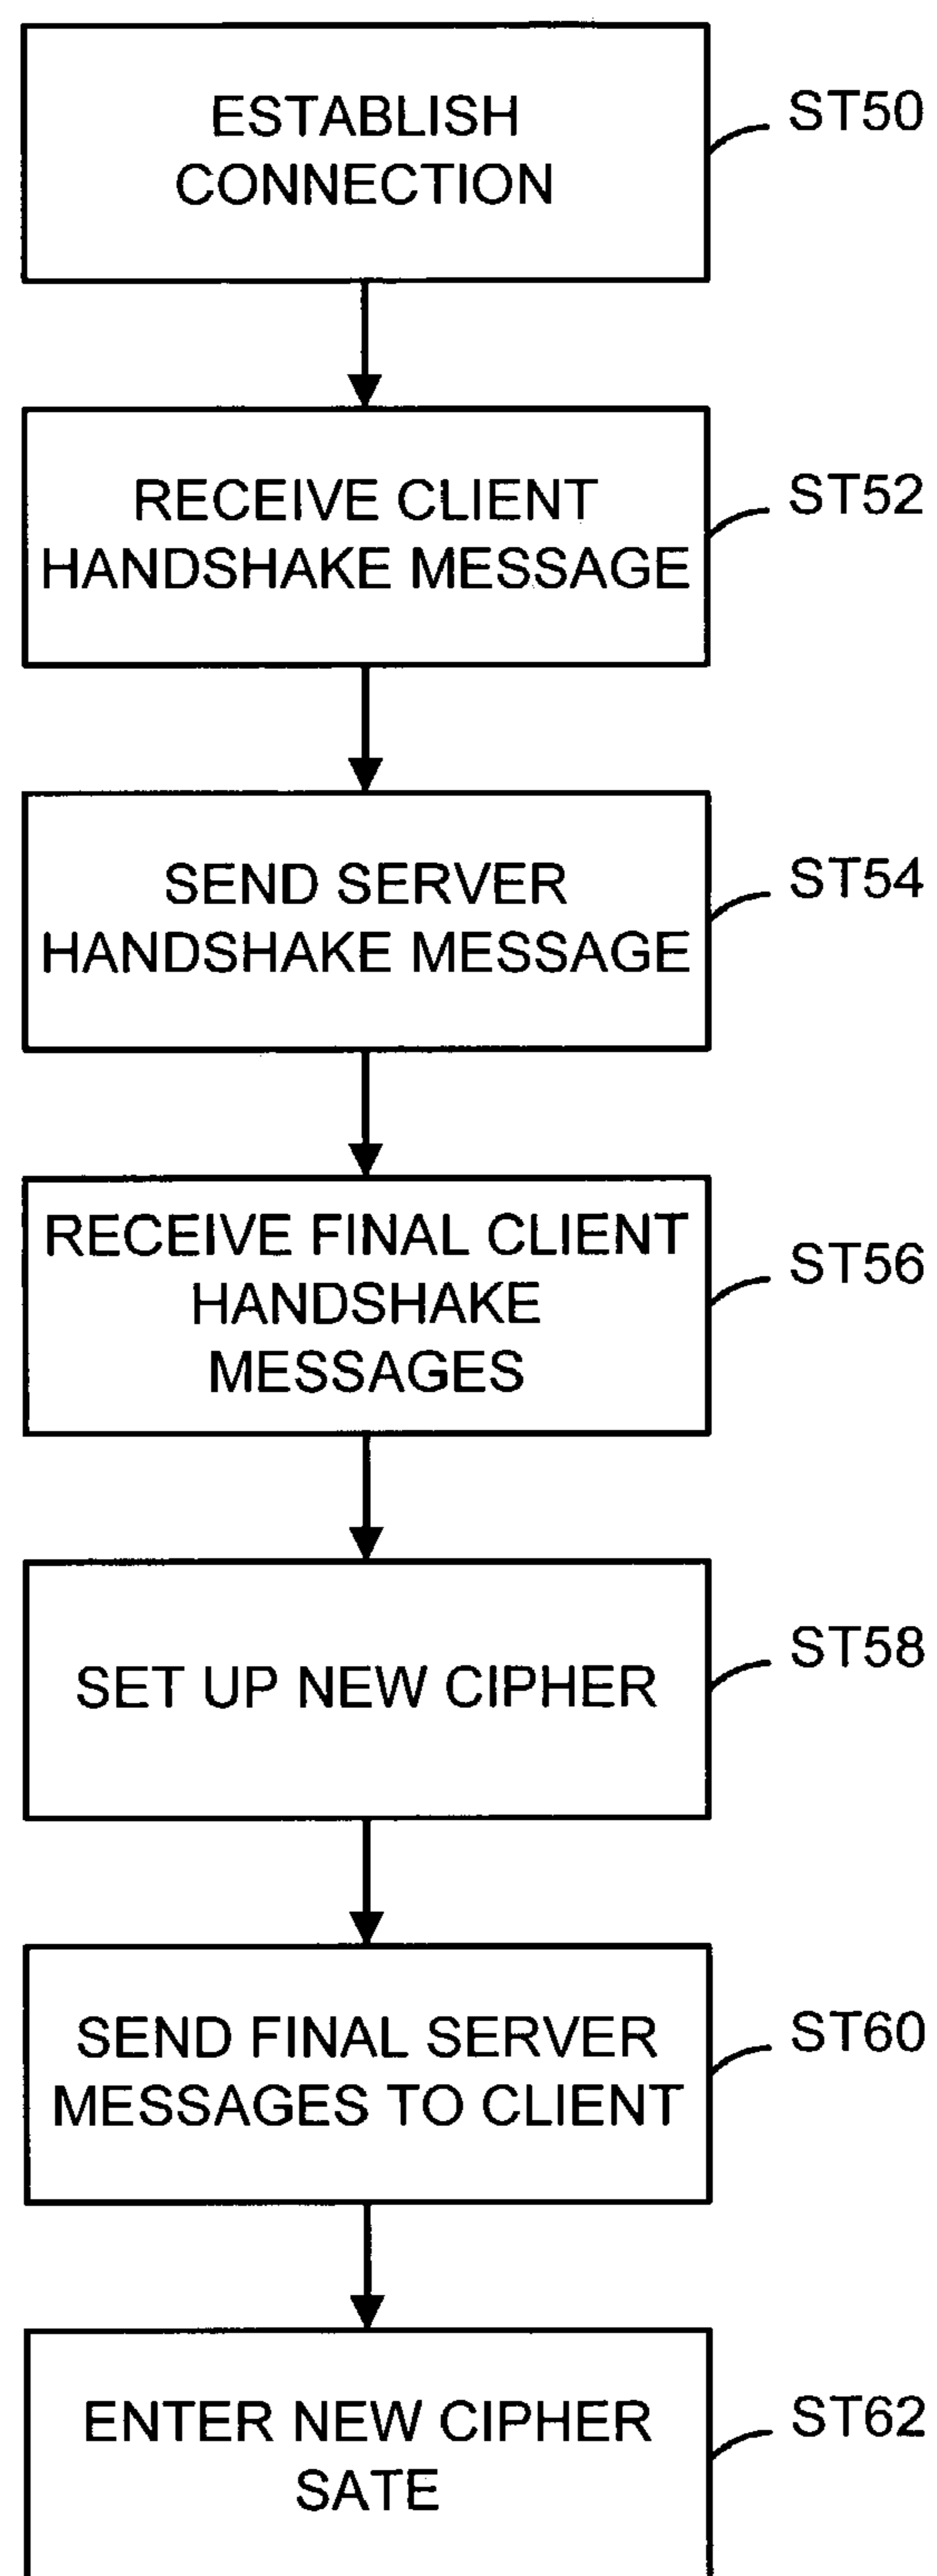 ESTABLISH
CONNECTION
ST50
RECEIVE CLIENT
HANDSHAKE MESSAGE
ST52
SEND SERVER
HANDSHAKE MESSAGE
ST54
RECEIVE FINAL CLIENT
HANDSHAKE
MESSAGES
ST56
SET UP NEW CIPHER
ST58
SEND FINAL SERVER
MESSAGES TO CLIENT
ST60
ENTER NEW CIPHER
SATE
ST62